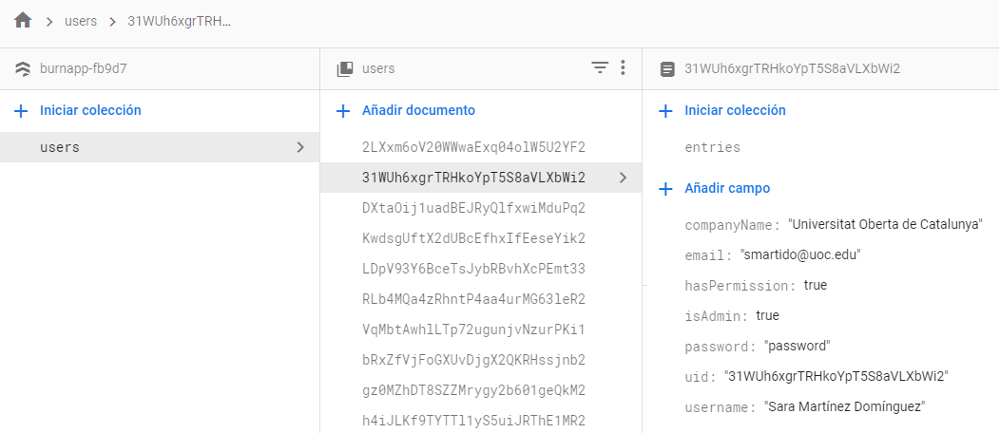 users 31WUh6xgrTRH…
burnapp-fb9d7
Iniciar colección
users
users
Añadir documento
2LXxm6oV20WWwaExq04olW5U2YF2
31WUh6xgrTRHkoYpT5S8aVLXbWi2
DXtaOij1uadBEJRyQlfxwiMduPq2
KwdsgUftX2dUBcEfhxIfEeseYik2
LDpV93Y6BceTsJybRBvhXcPEmt33
RLb4MQa4zRhntP4aa4urMG63leR2
VqMbtAwhlLTp72ugunjvNzurPKi1
bRxZfVjFoGXUvDjgX2QKRHssjnb2
gz0MZhDT8SZZMrygy2b601geQkM2
h4iJLKf9TYTTl1yS5uiJRThE1MR2
31WUh6xgrTRHkoYpT5S8aVLXbWi2
Iniciar colección
entries
Añadir campo
companyName: "Universitat Oberta de Catalunya"
email: "smartido@uoc.edu"
hasPermission: true
isAdmin: true
password: "password"
uid: "31WUh6xgrTRHkoYpT5S8aVLXbWi2"
username: "Sara Martínez Domínguez"